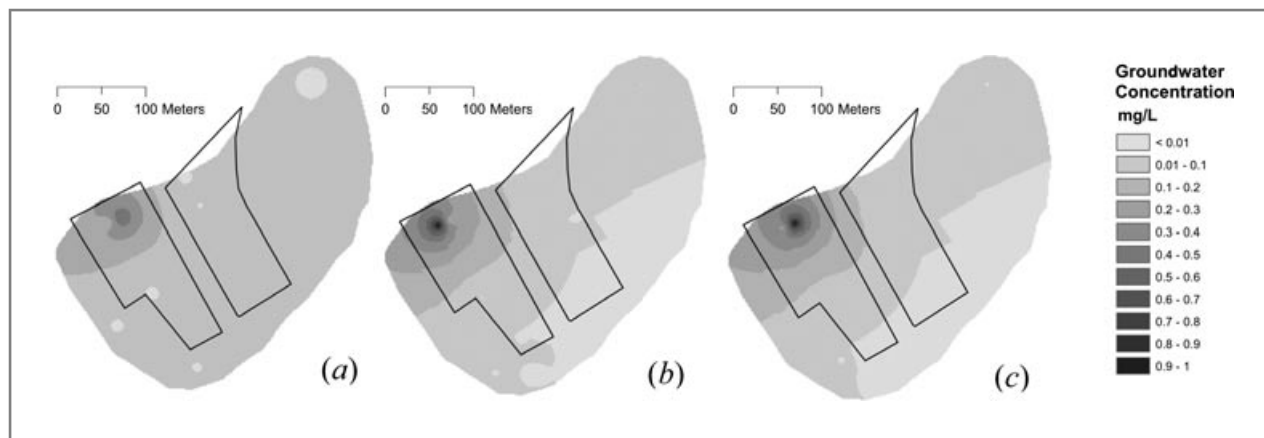 0 50 100 Meters
0 50 100 Meters
0 50 100 Meters
(a)
(b)
(c)
Groundwater
Concentration
mg/L
< 0.01
0.01 - 0.1
0.1 - 0.2
0.2 - 0.3
0.3 - 0.4
0.4 - 0.5
0.5 - 0.6
0.6 - 0.7
0.7 - 0.8
0.8 - 0.9
0.9 - 1